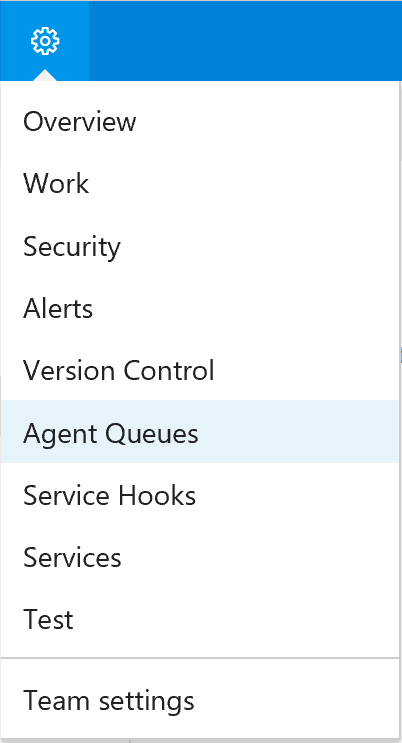 Overview
Work
Security
Alerts
Version Control
Agent Queues
Service Hooks
Services
Test
Team settings